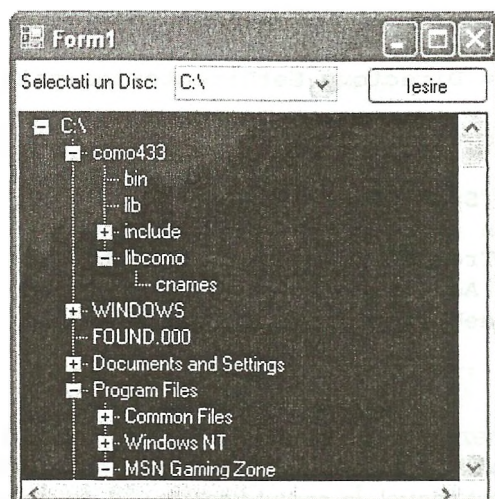 Form1
Selectati un Disc: C:\ Iesire
C:\
como433
bin
lib
include
libcomo
cnames
WINDOWS
FOUND.000
Documents and Settings
Program Files
Common Files
Windows NT
MSN Gaming Zone